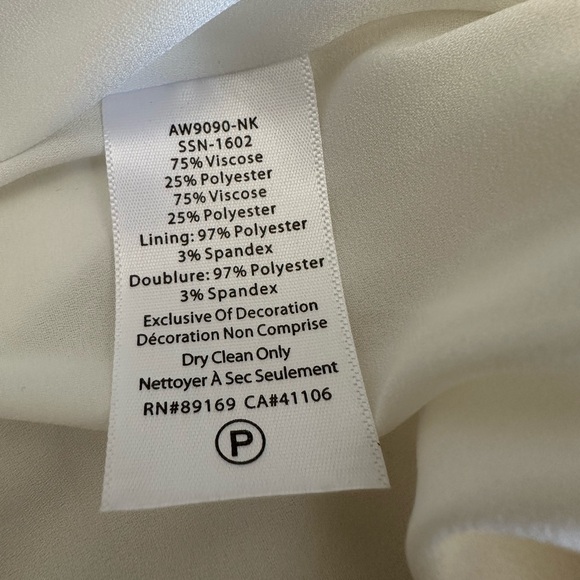 AW9090-NK
SSN-1602
75% Viscose
25% Polyester
75% Viscose
25% Polyester
Lining: 97% Polyester
3% Spandex
Doublure: 97% Polyester
3% Spandex
Exclusive Of Decoration
Décoration Non Comprise
Dry Clean Only
Nettoyer À Sec Seulement
RN#89169 CA#41106
P